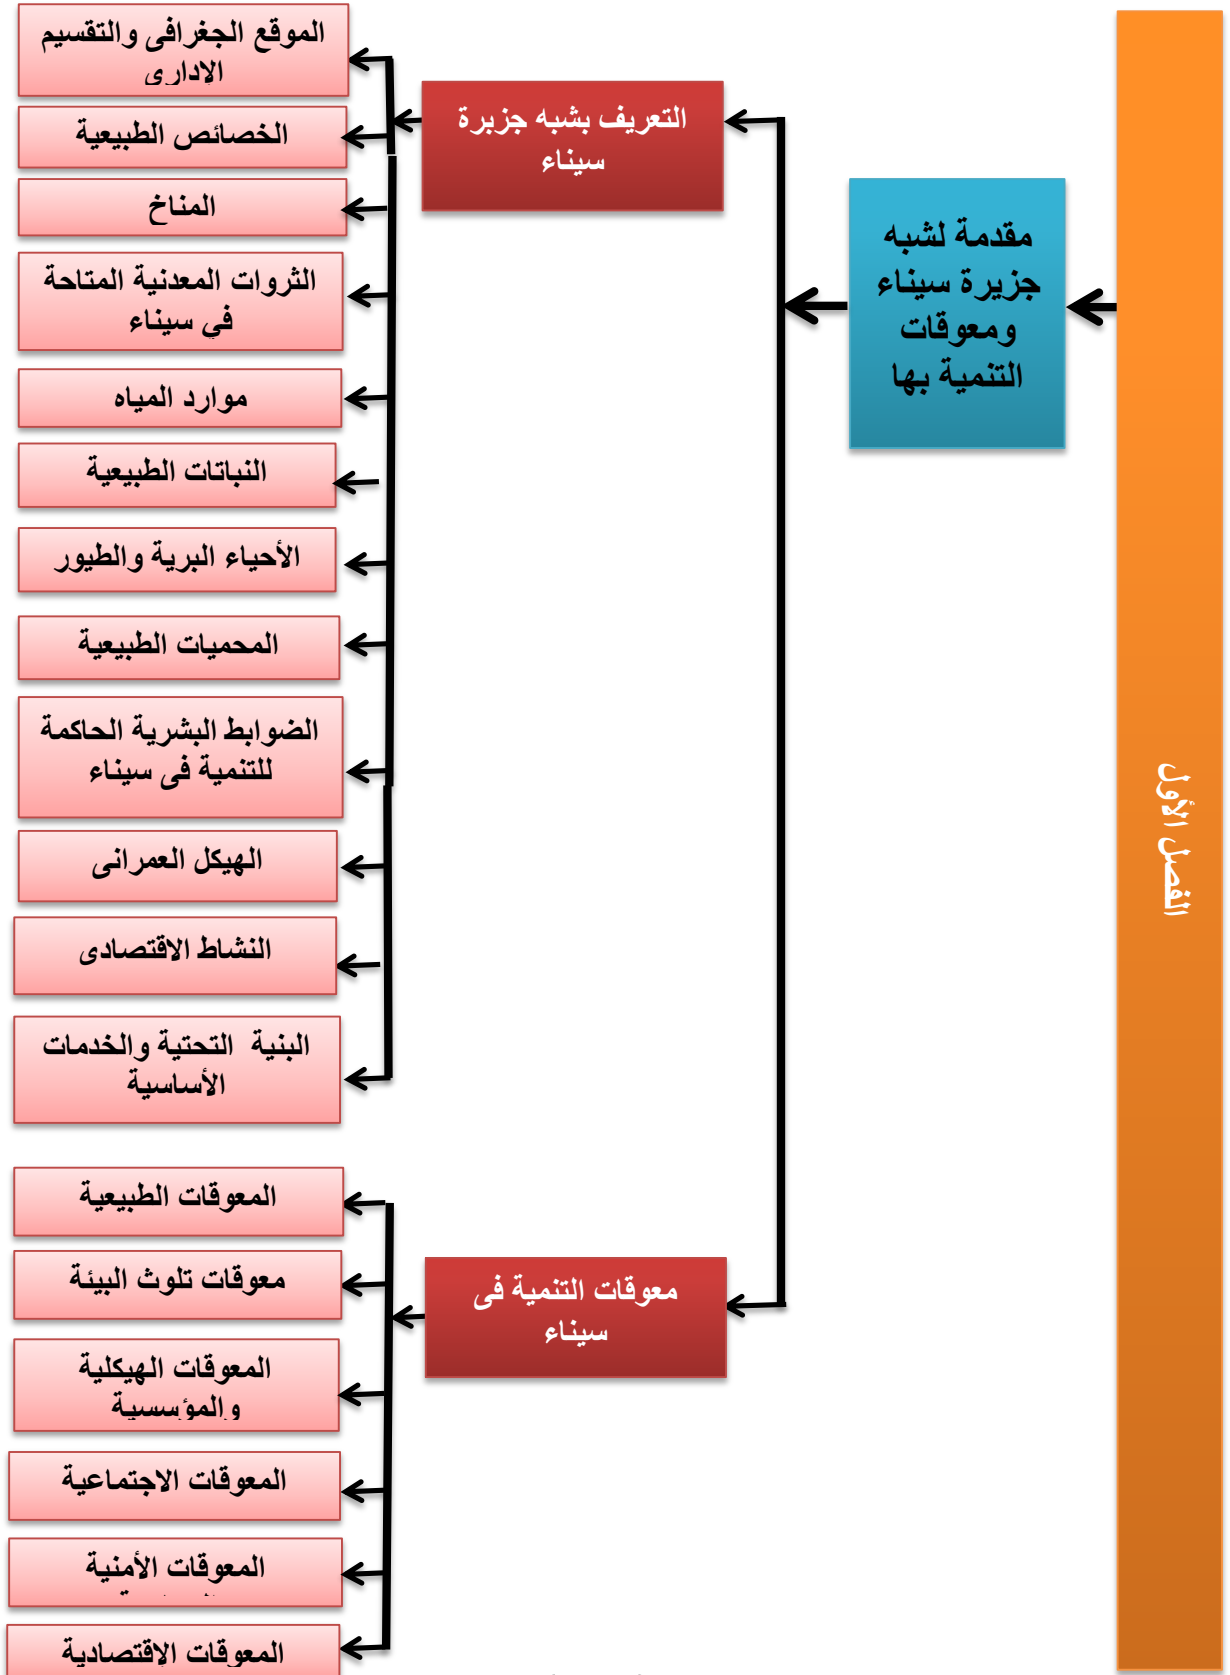 الفصل الأول
مقدمة لشبه
جزيرة سيناء
ومعوقات
التنمية بها
التعريف بشبه جزيرة
سيناء
الموقع الجغرافى والتقسيم
الادارى
الخصائص الطبيعية
المناخ
الثروات المعدنية المتاحة
في سيناء
موارد المياه
النباتات الطبيعية
الأحياء البرية والطيور
المحميات الطبيعية
الضوابط البشرية الحاكمة
للتنمية فى سيناء
الهيكل العمرانى
النشاط الاقتصادى
البنية التحتية والخدمات
الأساسية
معوقات التنمية فى
سيناء
المعوقات الطبيعية
معوقات تلوث البيئة
المعوقات الهيكلية
والمؤسسية
المعوقات الاجتماعية
المعوقات الأمنية
المعوقات الاقتصادية